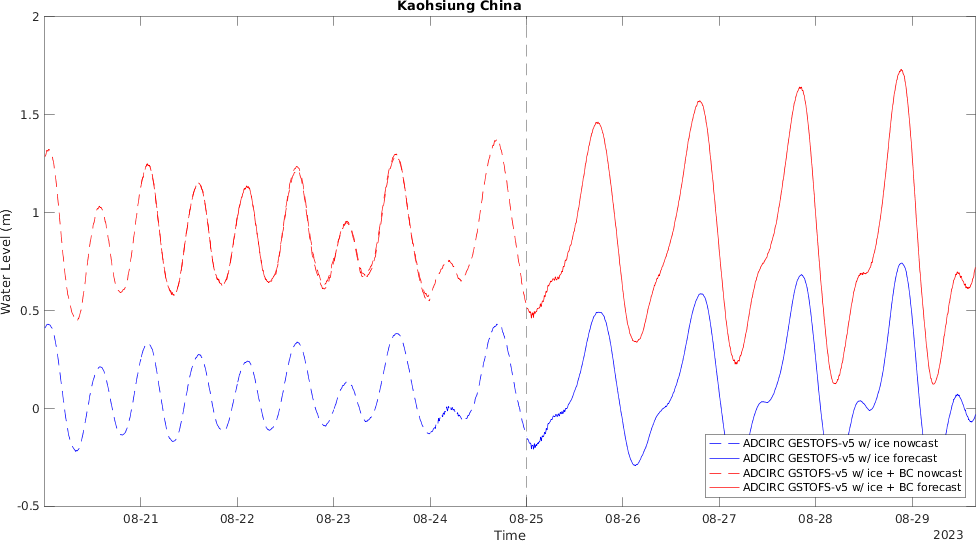 Kaohsiung China
2
1.5
1
0.5
0
-0.5
Water Level (m)
08-21
08-22
08-23
08-24
08-25
08-26
08-27
08-28
08-29
Time
2023
ADCIRC GESTOFS-v5 w/ ice nowcast
ADCIRC GESTOFS-v5 w/ ice forecast
ADCIRC GSTOFS-v5 w/ ice + BC nowcast
ADCIRC GSTOFS-v5 w/ ice + BC forecast